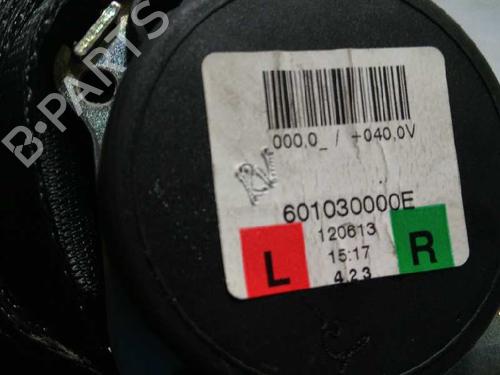 B-PARTS
000,0_ / +040,0V
601030000E
120613
15:17
4.2.3
L
R